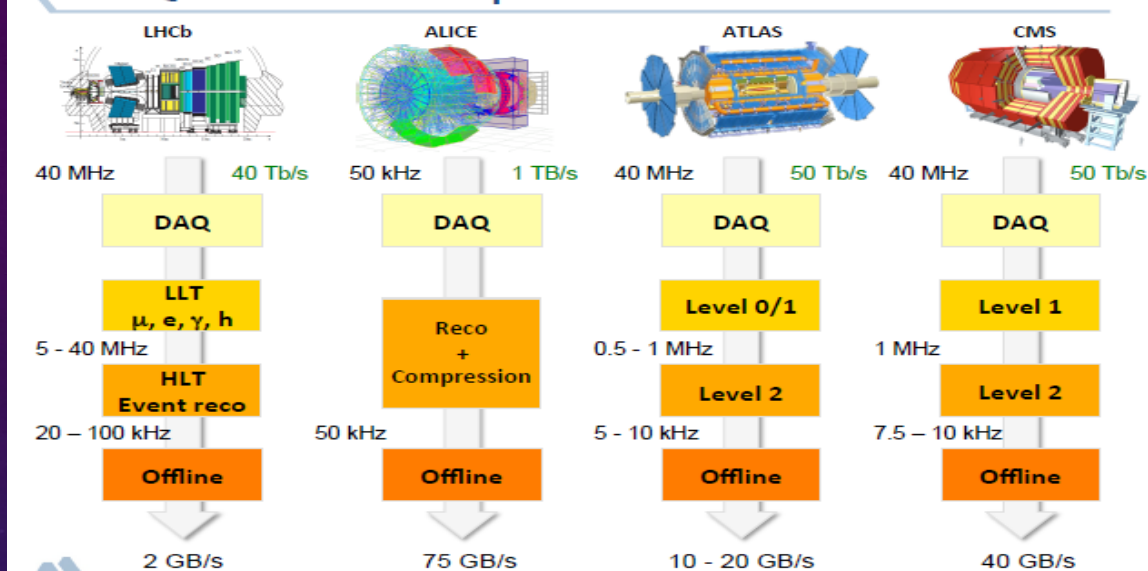 LHCb
40 MHz 40 Tb/s
DAQ
LLT
μ, e, γ, h
5 - 40 MHz
HLT
Event reco
20 – 100 kHz
Offline
2 GB/s
ALICE
50 kHz 1 TB/s
DAQ
Reco
+
Compression
50 kHz
Offline
75 GB/s
ATLAS
40 MHz 50 Tb/s
DAQ
Level 0/1
0.5 - 1 MHz
Level 2
5 - 10 kHz
Offline
10 - 20 GB/s
CMS
40 MHz 50 Tb/s
DAQ
Level 1
1 MHz
Level 2
7.5 – 10 kHz
Offline
40 GB/s